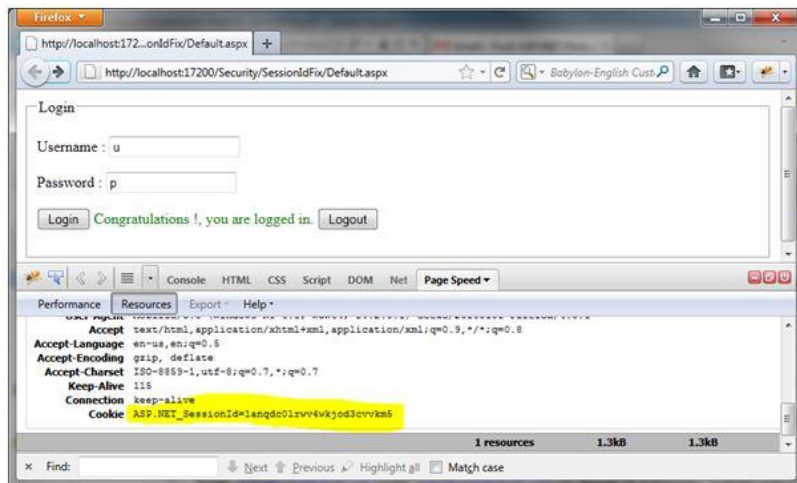 Firefox
http://localhost:172...onIdFix/Default.aspx +
http://localhost:17200/Security/SessionIdFix/Default.aspx Babylon-English Cust
Login
Username : u
Password : p
Login Congratulations !, you are logged in. Logout
Console HTML CSS Script DOM Net Page Speed
Performance Resources Export Help
Accept text/html,application/xhtml+xml,application/xml;q=0.9,*/*;q=0.8
Accept-Language en-us,en;q=0.5
Accept-Encoding gzip, deflate
Accept-Charset ISO-8859-1,utf-8;q=0.7,*;q=0.7
Keep-Alive 115
Connection keep-alive
Cookie ASP.NET_SessionId=lanqdc0lrwv4wkjod3cvvkm5
1 resources 1.3kB 1.3kB
× Find: Next Previous Highlight all Match case